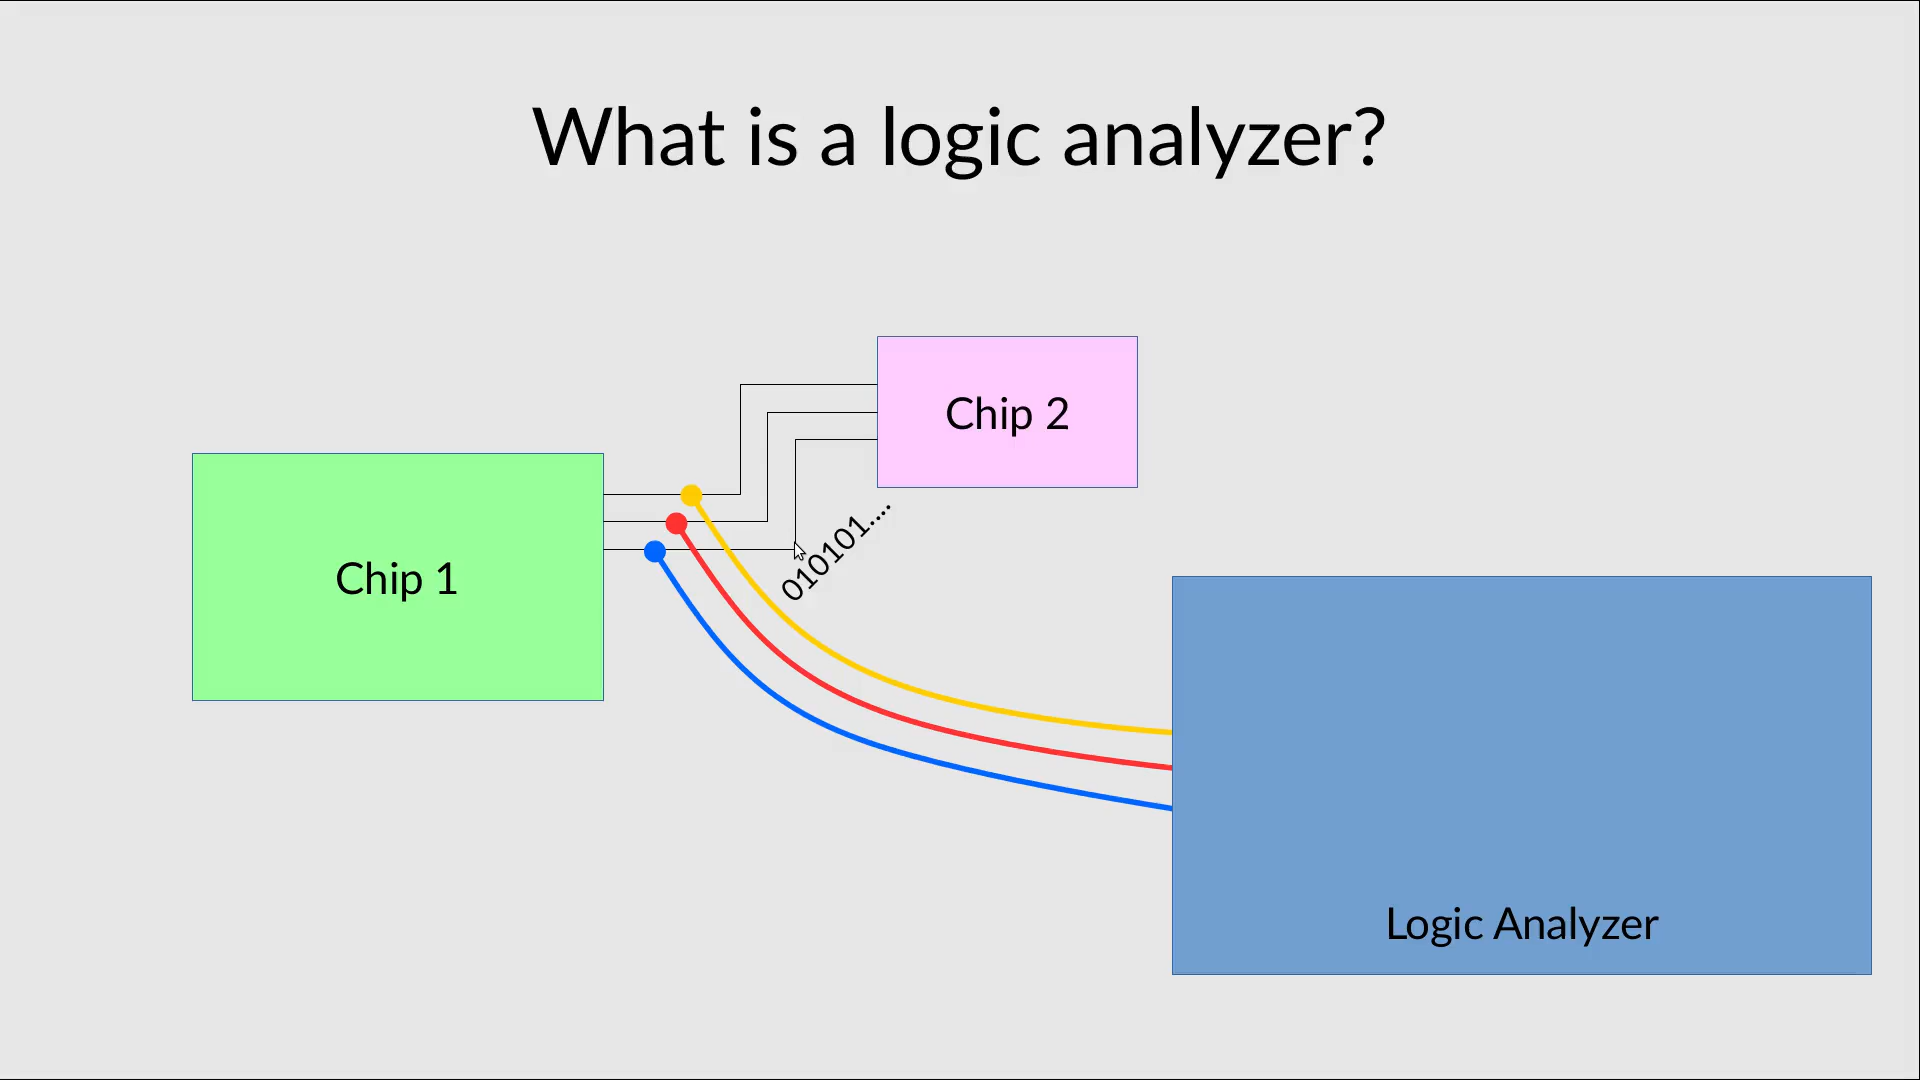 What is a logic analyzer?
Chip 2
Chip 1
010101....
Logic Analyzer